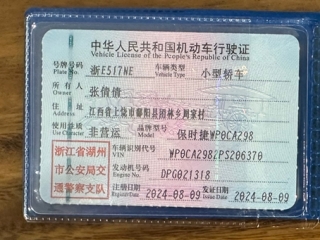 中华人民共和国机动车行驶证
Vehicle License of the People's Republic of China
号牌号码 浙E517NE 车辆类型 小型轿车
Plate No. Vehicle Type
所有人 张倩倩
Owner
住址 江西省上饶市鄱阳县团林乡周家村
Address
使用性质 非营运 品牌型号 保时捷WP0CA298
Use Character Model
浙江省湖州 车辆识别代号 WP0CA2982PS206370
VIN
市公安局交 发动机号码 DPG021318
Engine No.
通警察支队 注册日期 2024-08-09 发证日期 2024-08-09
Register Date Issue Date